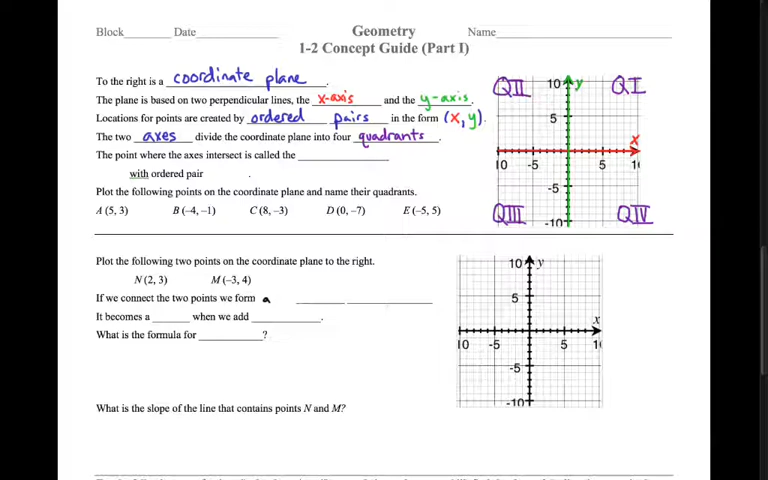 Block______ Date____________ Geometry Name____________________
1-2 Concept Guide (Part I)
To the right is a coordinate plane.
The plane is based on two perpendicular lines, the x-axis and the y-axis.
Locations for points are created by ordered pairs in the form (x, y).
The two axes divide the coordinate plane into four quadrants.
The point where the axes intersect is called the ________________
with ordered pair .
Plot the following points on the coordinate plane and name their quadrants.
A (5, 3) B (–4, –1) C (8, –3) D (0, –7) E (–5, 5)
QII 10 y QI
5
x
10 -5 5 1
-5
QIII -10 QIV
Plot the following two points on the coordinate plane to the right.
N (2, 3) M (–3, 4)
If we connect the two points we form a _________ ________________
It becomes a _______ when we add _____________.
What is the formula for ____________?
10 y
5
x
10 -5 5 1
-5
-10
What is the slope of the line that contains points N and M?